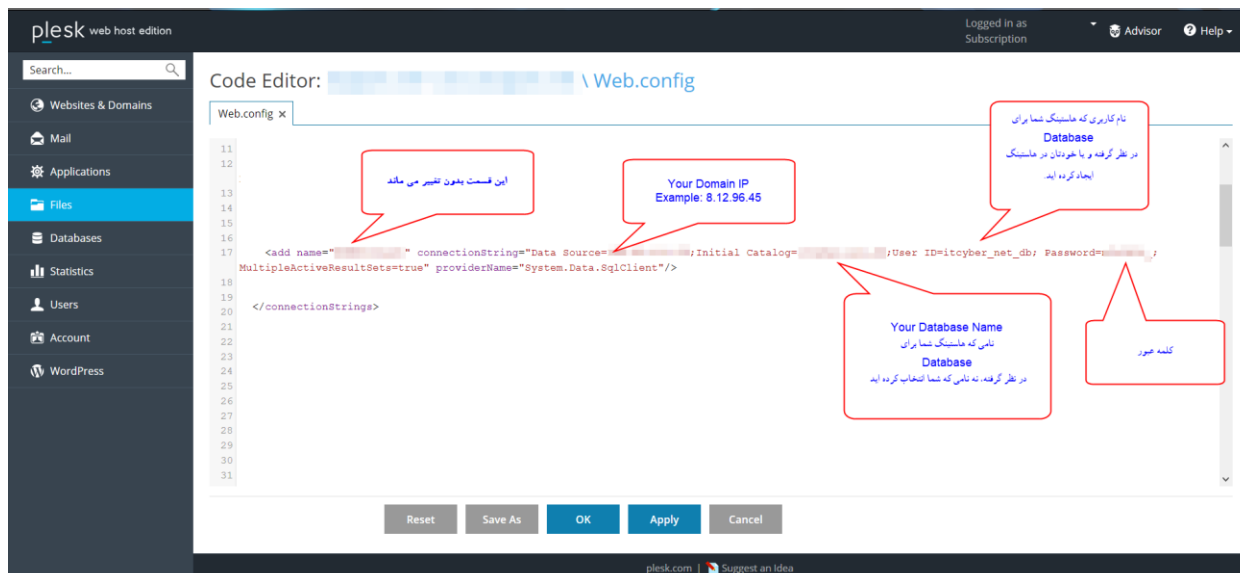 plesk web host edition
Logged in as
Subscription
Advisor
Help
Search...
Websites & Domains
Mail
Applications
Files
Databases
Statistics
Users
Account
WordPress
Code Editor: \ Web.config
Web.config ×
نام کاربری که هاستینگ شما برای
Database
در نظر گرفته و یا خودتان در هاستینگ
ایجاد کرده اید.
این قسمت بدون تغییر می ماند
Your Domain IP
Example: 8.12.96.45
11
12
13
14
15
16
17 <add name=" " connectionString="Data Source= ;Initial Catalog= ;User ID=itcyber_net_db; Password= ;
MultipleActiveResultSets=true" providerName="System.Data.SqlClient"/>
18
19
20 </connectionStrings>
21
22
23
24
25
26
27
28
29
30
31
Your Database Name
نامی که هاستینگ شما برای
Database
در نظر گرفته، نه نامی که شما انتخاب کرده اید
کلمه عبور
Reset
Save As
OK
Apply
Cancel
plesk.com | Suggest an Idea